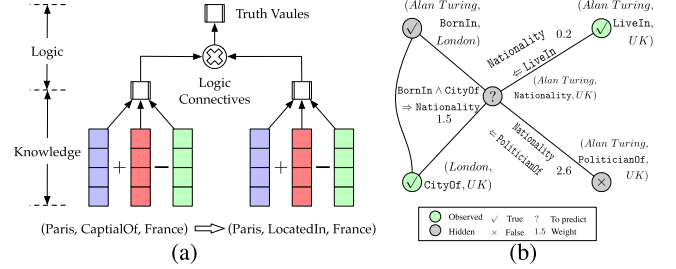 (a)
Truth Vaules
Logic
Logic
Connectives
Knowledge
+
−
+
−
(Paris, CaptialOf, France)
(Paris, LocatedIn, France)
(a)
(Alan Turing,
BornIn,
London)
(Alan Turing,
LiveIn,
UK)
Nationality 0.2
⇐ LiveIn
(Alan Turing,
Nationality, UK)
?
BornIn ∧ CityOf
⇒ Nationality
1.5
Nationality
⇐ PoliticianOf
2.6
(Alan Turing,
PoliticianOf,
UK)
(London,
CityOf, UK)
Observed ✓ True ? To predict
Hidden × False 1.5 Weight
(b)